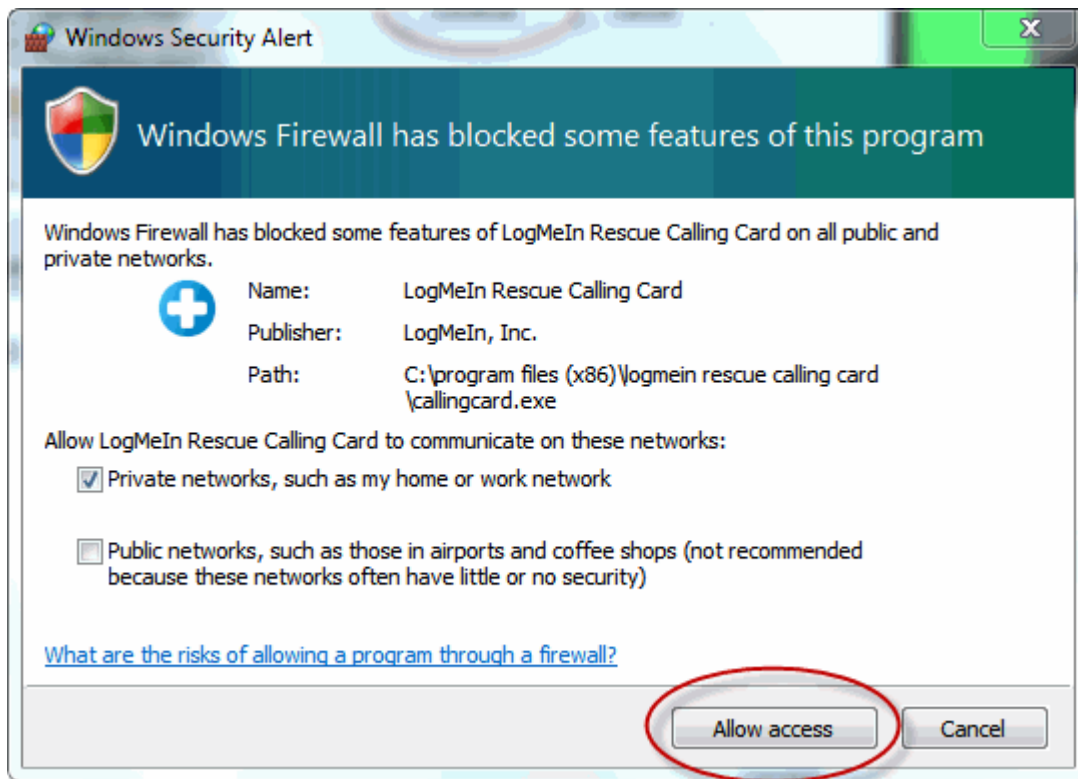 Windows Security Alert
Windows Firewall has blocked some features of this program
Windows Firewall has blocked some features of LogMeIn Rescue Calling Card on all public and
private networks.
Name: LogMeIn Rescue Calling Card
Publisher: LogMeIn, Inc.
Path: C:\program files (x86)\logmein rescue calling card
\callingcard.exe
Allow LogMeIn Rescue Calling Card to communicate on these networks:
Private networks, such as my home or work network
Public networks, such as those in airports and coffee shops (not recommended
because these networks often have little or no security)
What are the risks of allowing a program through a firewall?
Allow access Cancel